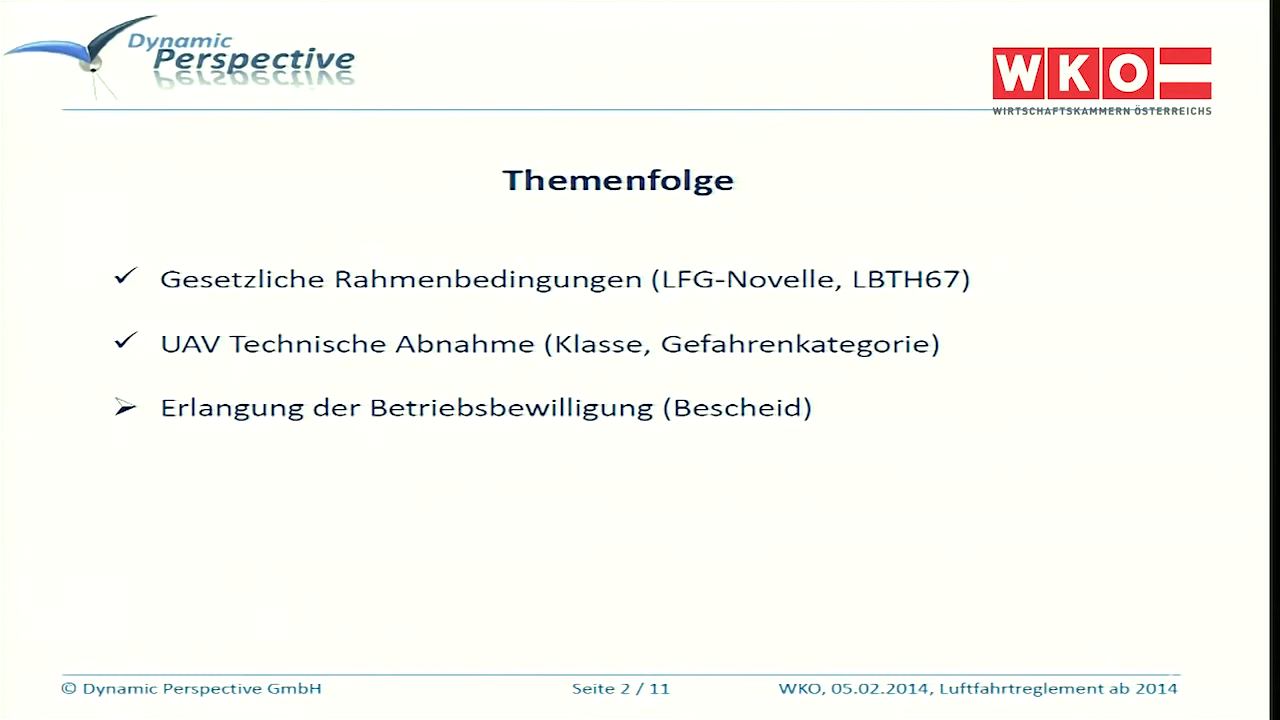 Dynamic
Perspective
WKO
WIRTSCHAFTSKAMMERN ÖSTERREICHS
Themenfolge
✓ Gesetzliche Rahmenbedingungen (LFG-Novelle, LBTH67)
✓ UAV Technische Abnahme (Klasse, Gefahrenkategorie)
➢ Erlangung der Betriebsbewilligung (Bescheid)
© Dynamic Perspective GmbH
Seite 2 / 11
WKO, 05.02.2014, Luftfahrtreglement ab 2014